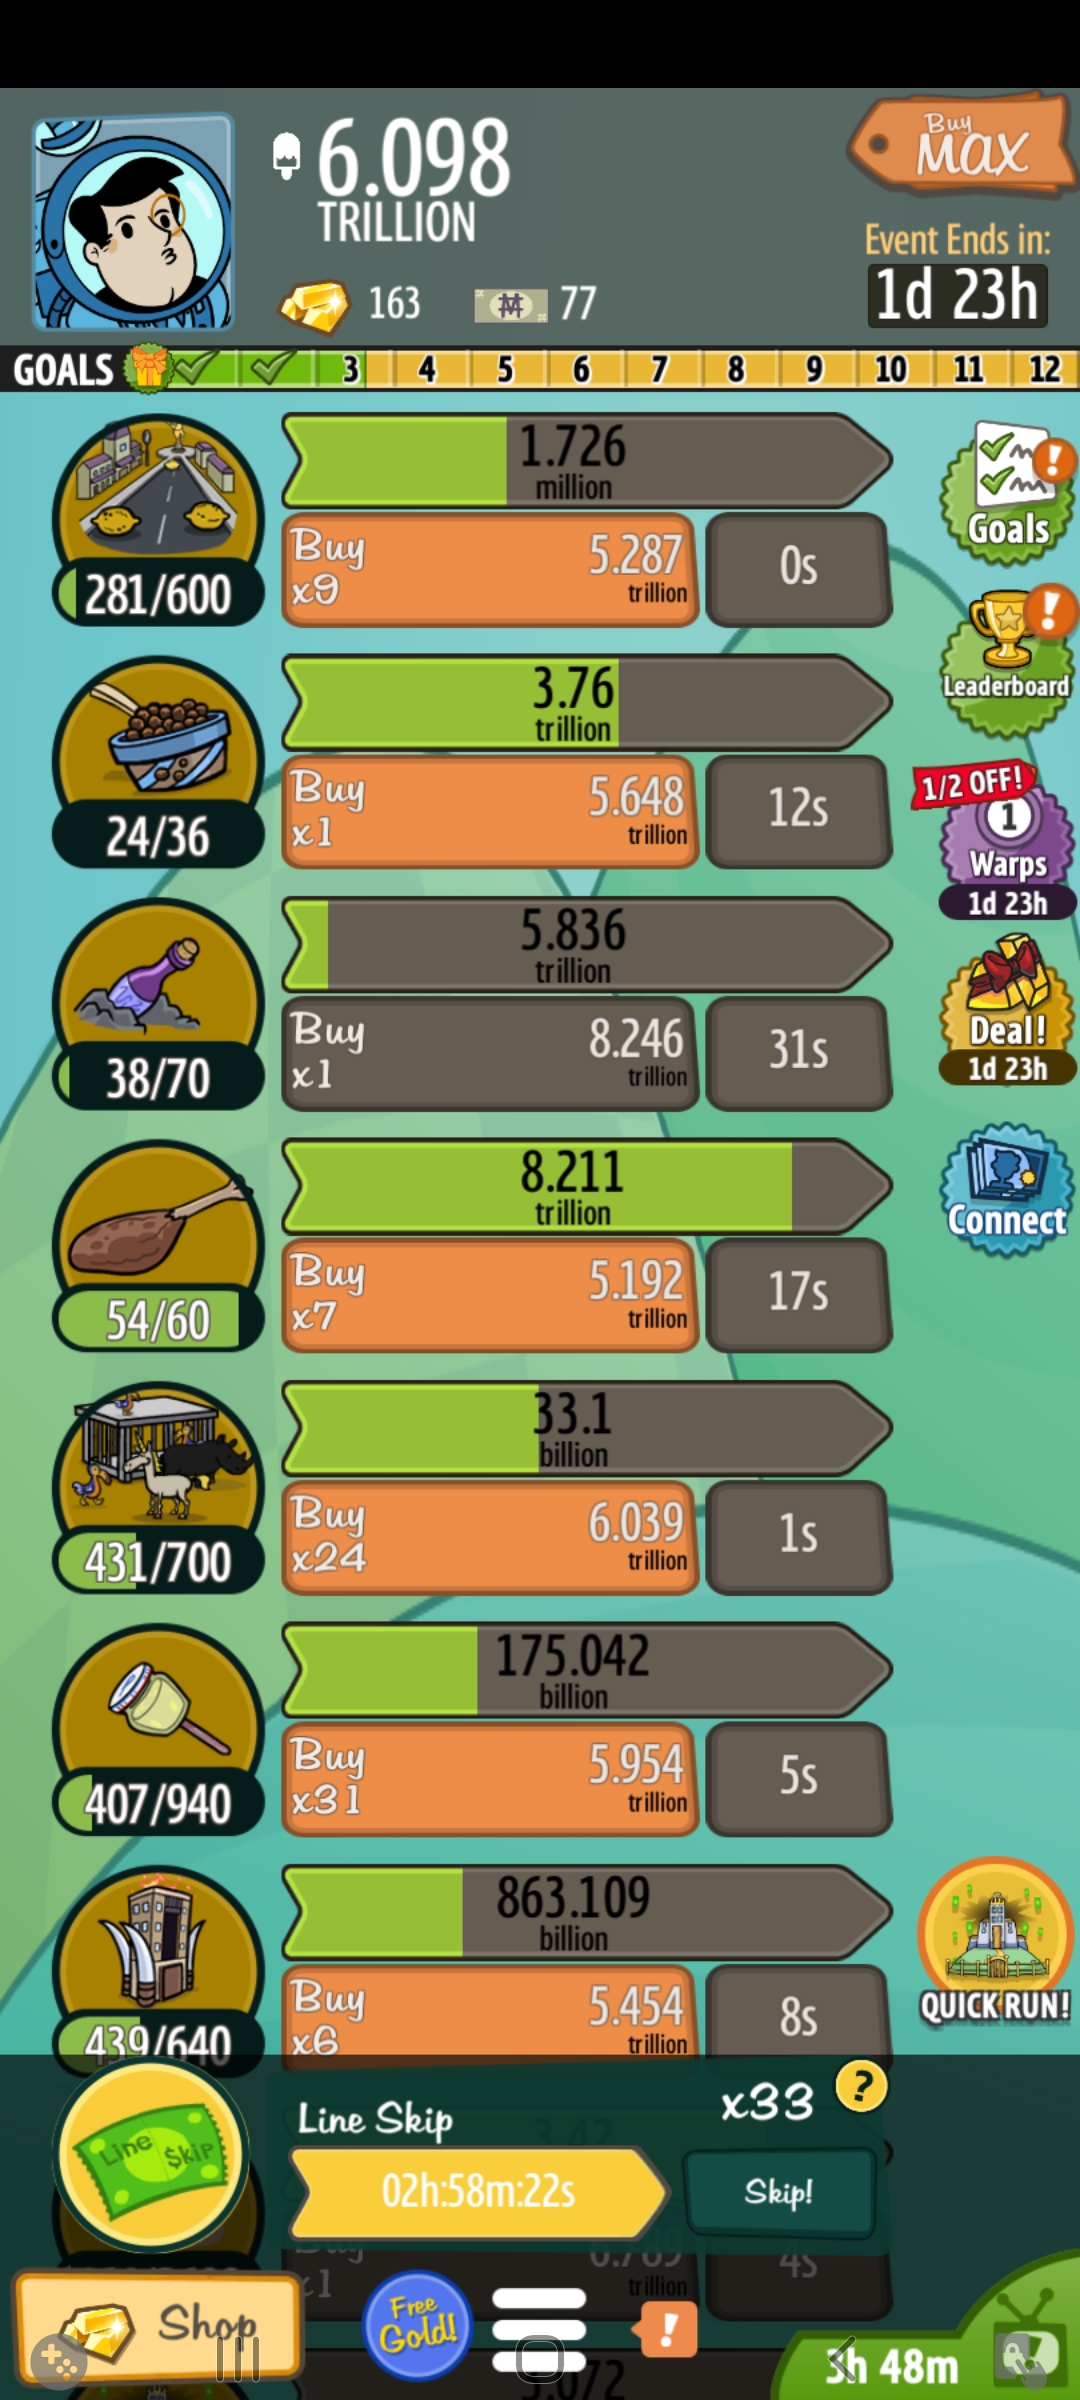 Buy
MAX
6.098
TRILLION
Event Ends in:
1d 23h
163
77
GOALS 3 4 5 6 7 8 9 10 11 12
1.726
million
Buy
x9
5.287
trillion
0s
281/600
Goals
3.76
trillion
Buy
x1
5.648
trillion
12s
24/36
Leaderboard
1/2 OFF!
1
Warps
1d 23h
5.836
trillion
Buy
x1
8.246
trillion
31s
38/70
Deal!
1d 23h
8.211
trillion
Buy
x7
5.192
trillion
17s
54/60
Connect
33.1
billion
Buy
x24
6.039
trillion
1s
431/700
175.042
billion
Buy
x31
5.954
trillion
5s
407/940
863.109
billion
Buy
x6
5.454
trillion
8s
439/640
QUICK RUN!
Line Skip
x33
?
Line $kip
02h:58m:22s
Skip!
3.42
Buy
x1
6.789
trillion
4s
Shop
Free
Gold!
!
3h 48m